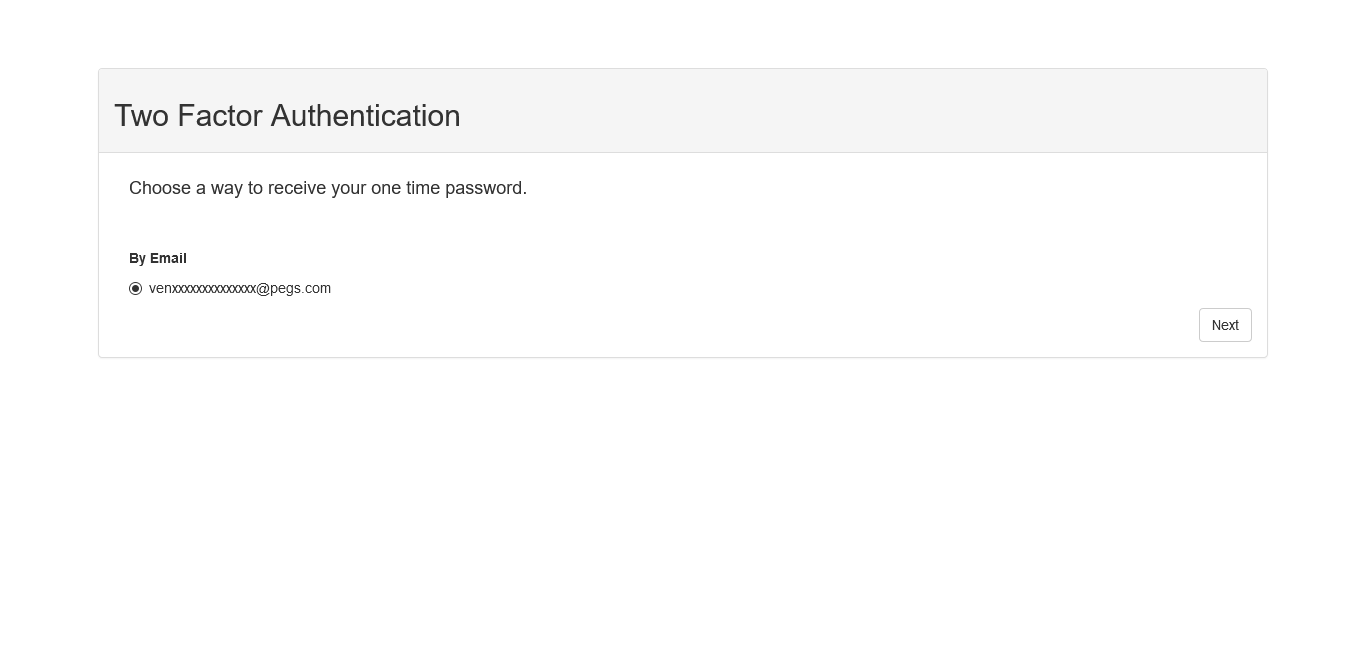 Two Factor Authentication
Choose a way to receive your one time password.
By Email
venxxxxxxxxxxxxxx@pegs.com
Next